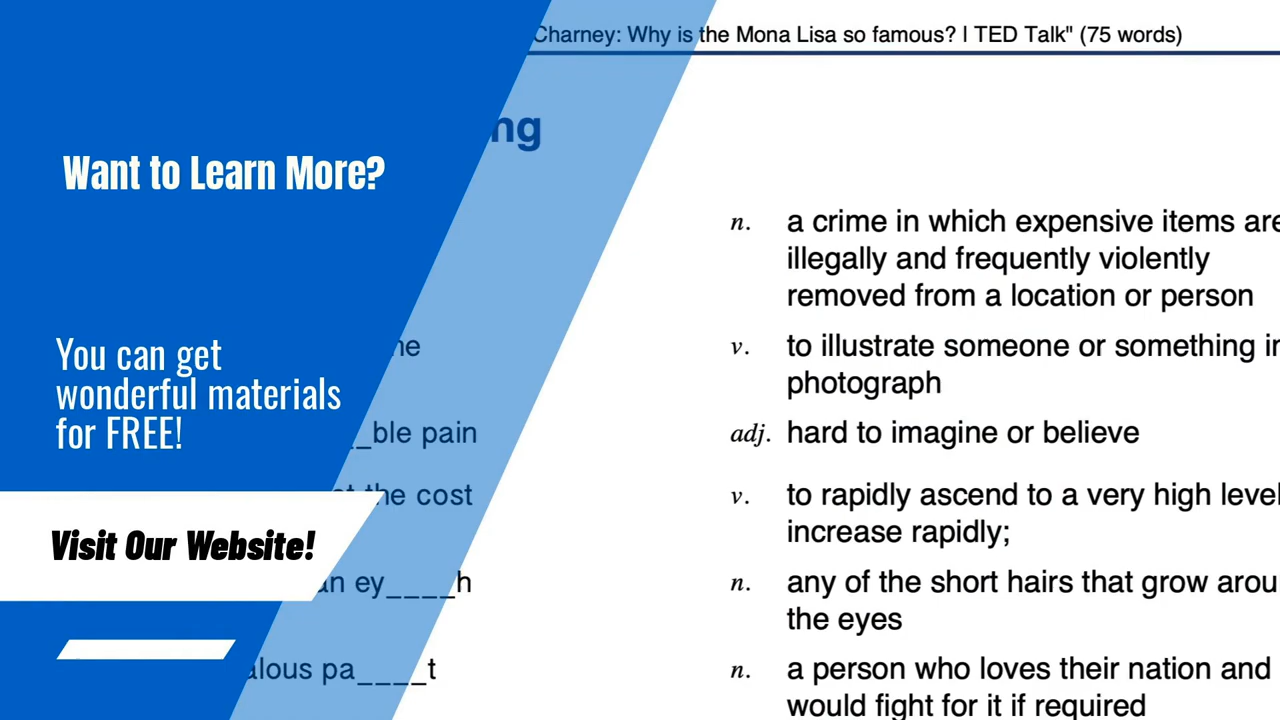 Charney: Why is the Mona Lisa so famous? | TED Talk" (75 words)
ng
Want to Learn More?
n. a crime in which expensive items are
illegally and frequently violently
removed from a location or person
You can get
wonderful materials
for FREE!
he
v. to illustrate someone or something in
photograph
__ble pain
adj. hard to imagine or believe
the cost
v. to rapidly ascend to a very high level
increase rapidly;
Visit Our Website!
an ey____h
n. any of the short hairs that grow arou
the eyes
alous pa____t
n. a person who loves their nation and
would fight for it if required